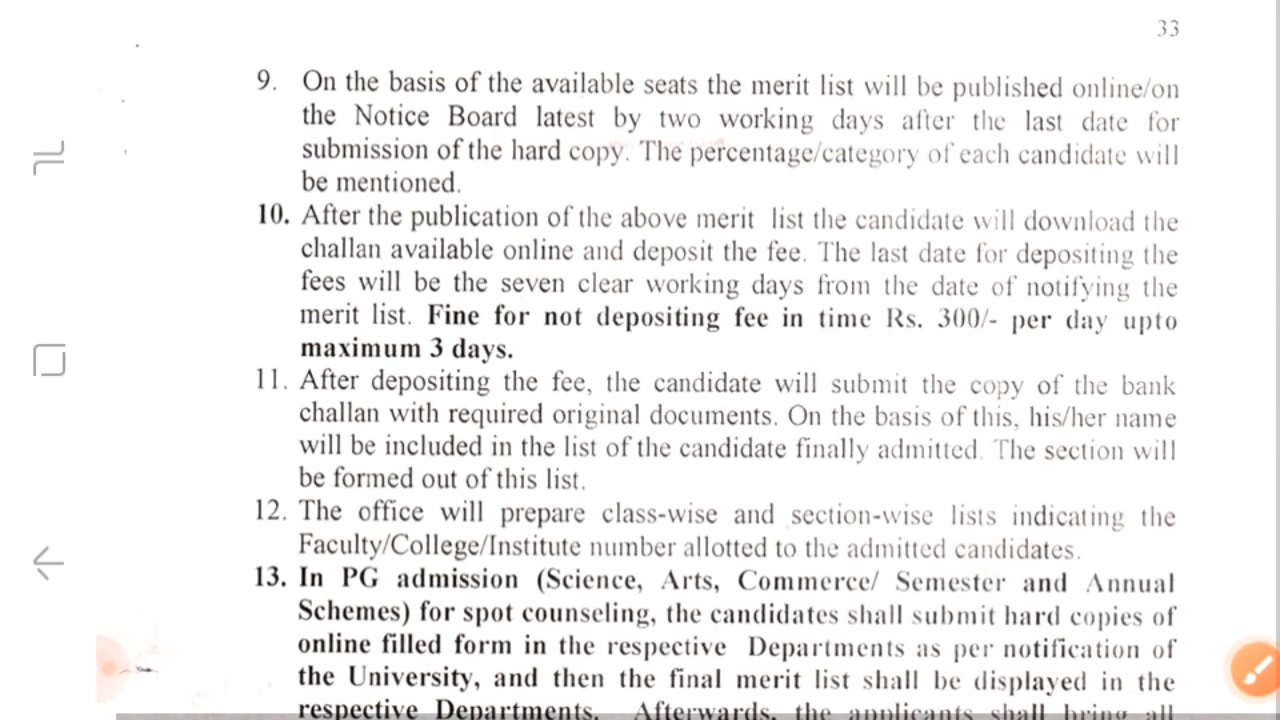 33
9. On the basis of the available seats the merit list will be published online/on
the Notice Board latest by two working days after the last date for
submission of the hard copy. The percentage/category of each candidate will
be mentioned.
10. After the publication of the above merit list the candidate will download the
challan available online and deposit the fee. The last date for depositing the
fees will be the seven clear working days from the date of notifying the
merit list. Fine for not depositing fee in time Rs. 300/- per day upto
maximum 3 days.
11. After depositing the fee, the candidate will submit the copy of the bank
challan with required original documents. On the basis of this, his/her name
will be included in the list of the candidate finally admitted. The section will
be formed out of this list.
12. The office will prepare class-wise and section-wise lists indicating the
Faculty/College/Institute number allotted to the admitted candidates.
13. In PG admission (Science, Arts, Commerce/ Semester and Annual
Schemes) for spot counseling, the candidates shall submit hard copies of
online filled form in the respective Departments as per notification of
the University, and then the final merit list shall be displayed in the
respective Departments. Afterwards, the applicants shall bring all